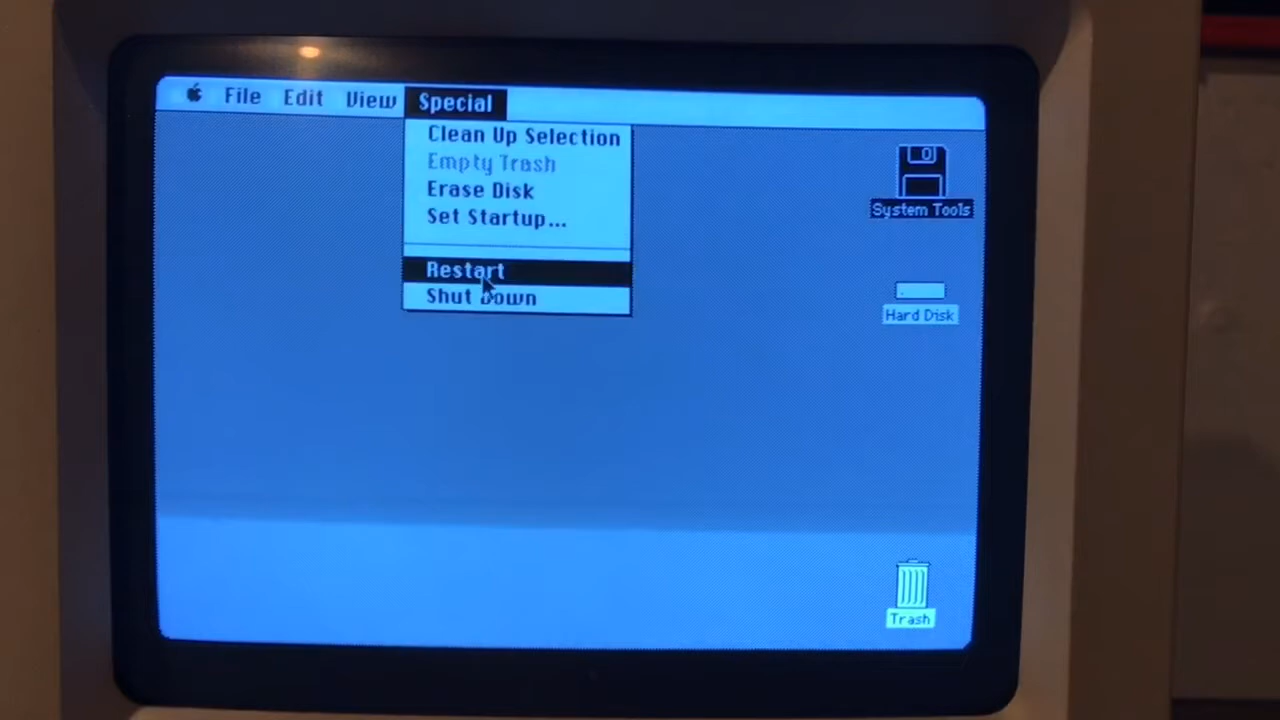 File Edit View Special
Clean Up Selection
Empty Trash
Erase Disk
Set Startup...
Restart
Shut Down
System Tools
Hard Disk
Trash